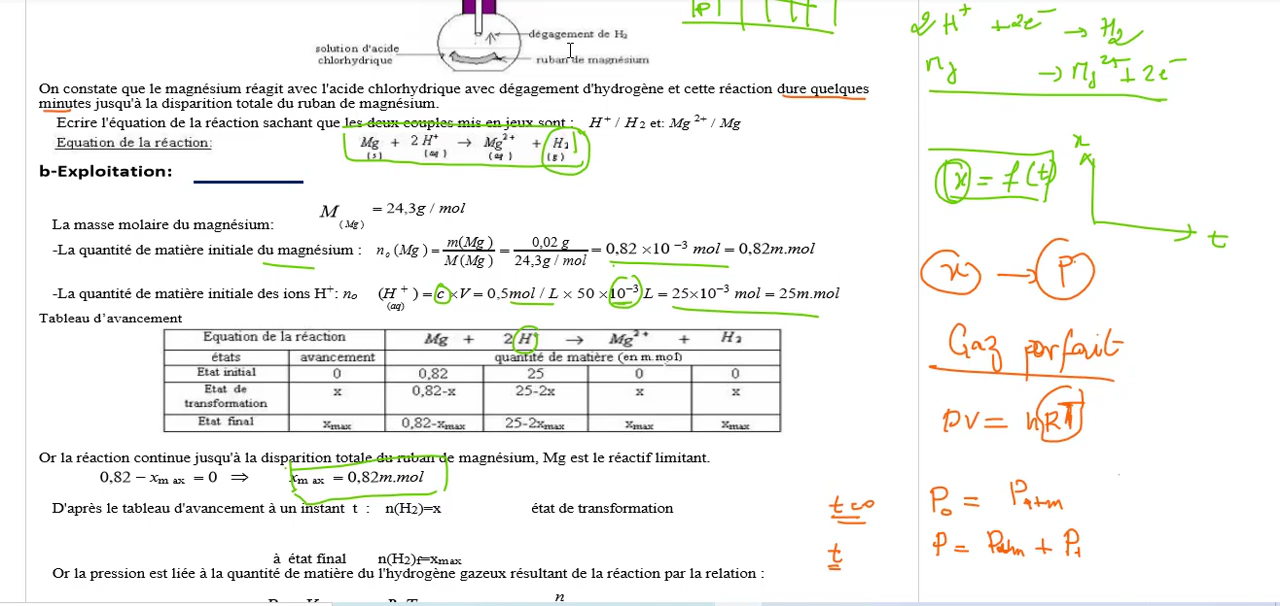 dégagement de H₂
solution d'acide
chlorhydrique
ruban de magnésium
On constate que le magnésium réagit avec l'acide chlorhydrique avec dégagement d'hydrogène et cette réaction dure quelques
minutes jusqu'à la disparition totale du ruban de magnésium.
Ecrire l'équation de la réaction sachant que les deux couples mis en jeux sont : H⁺ / H₂ et: Mg ²⁺ / Mg
Equation de la réaction:
Mg + 2 H⁺ → Mg²⁺ + H₂
(s) (aq) (aq) (g)
b-Exploitation:
La masse molaire du magnésium: M (Mg) = 24,3g / mol
-La quantité de matière initiale du magnésium : n₀ (Mg) = m(Mg) / M(Mg) = 0,02 g / 24,3g / mol = 0,82 ×10 ⁻³ mol = 0,82m.mol
-La quantité de matière initiale des ions H⁺: n₀ (H ⁺) (aq) = c × V = 0,5mol / L × 50 ×10⁻³ L = 25×10⁻³ mol = 25m.mol
Tableau d'avancement
Equation de la réaction Mg + 2 H⁺ → Mg²⁺ + H₂
états avancement quantité de matière (en m.mol)
Etat initial 0 0,82 25 0 0
Etat de transformation x 0,82-x 25-2x x x
Etat final xmax 0,82-xmax 25-2xmax xmax xmax
Or la réaction continue jusqu'à la disparition totale du ruban de magnésium, Mg est le réactif limitant.
0,82 − xm ax = 0 ⇒ xm ax = 0,82m.mol
D'après le tableau d'avancement à un instant t : n(H₂)=x état de transformation
à état final n(H₂)f=xmax
Or la pression est liée à la quantité de matière du l'hydrogène gazeux résultant de la réaction par la relation :
2 H⁺ + 2e⁻ → H₂
Mg → Mg²⁺ + 2e⁻
x = f(t)
x
t
x → P
Gaz parfait
PV = nRT
P₀ = Patm
t=0
P = Patm +
t